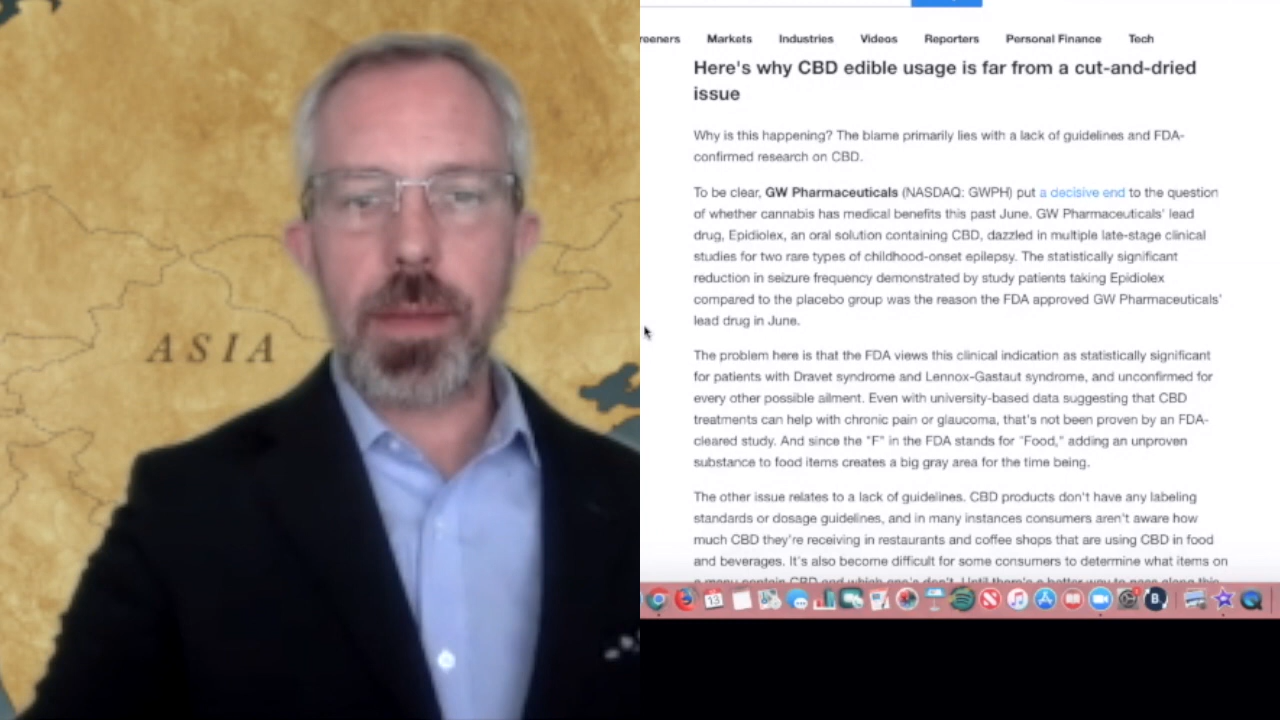 ASIA
Markets Industries Videos Reporters Personal Finance Tech
Here's why CBD edible usage is far from a cut-and-dried
issue
Why is this happening? The blame primarily lies with a lack of guidelines and FDA-
confirmed research on CBD.
To be clear, GW Pharmaceuticals (NASDAQ: GWPH) put a decisive end to the question
of whether cannabis has medical benefits this past June. GW Pharmaceuticals' lead
drug, Epidiolex, an oral solution containing CBD, dazzled in multiple late-stage clinical
studies for two rare types of childhood-onset epilepsy. The statistically significant
reduction in seizure frequency demonstrated by study patients taking Epidiolex
compared to the placebo group was the reason the FDA approved GW Pharmaceuticals'
lead drug in June.
The problem here is that the FDA views this clinical indication as statistically significant
for patients with Dravet syndrome and Lennox-Gastaut syndrome, and unconfirmed for
every other possible ailment. Even with university-based data suggesting that CBD
treatments can help with chronic pain or glaucoma, that's not been proven by an FDA-
cleared study. And since the "F" in the FDA stands for "Food," adding an unproven
substance to food items creates a big gray area for the time being.
The other issue relates to a lack of guidelines. CBD products don't have any labeling
standards or dosage guidelines, and in many instances consumers aren't aware how
much CBD they're receiving in restaurants and coffee shops that are using CBD in food
and beverages. It's also become difficult for some consumers to determine what items on
13